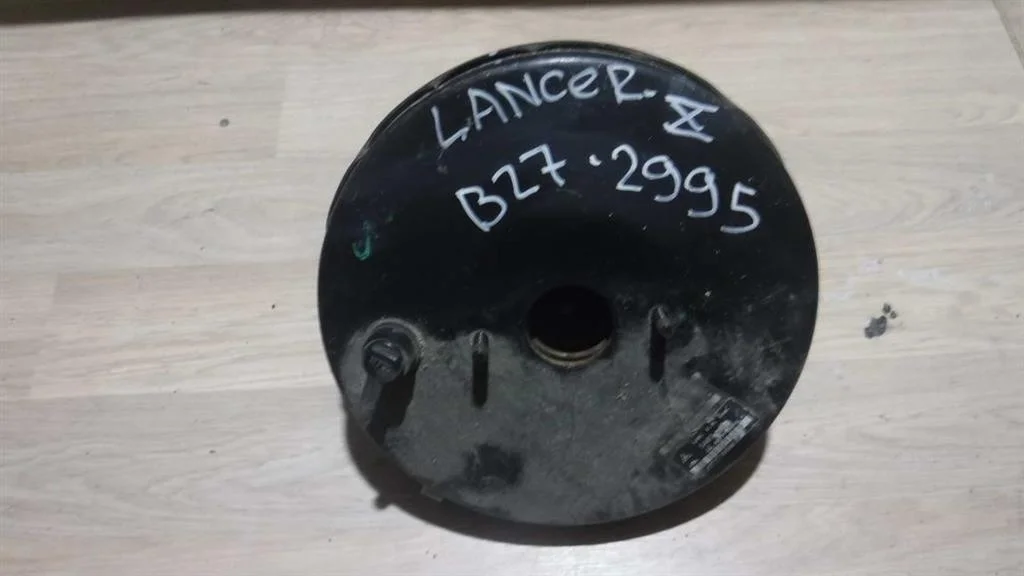 LANCER. X
B27 · 2995